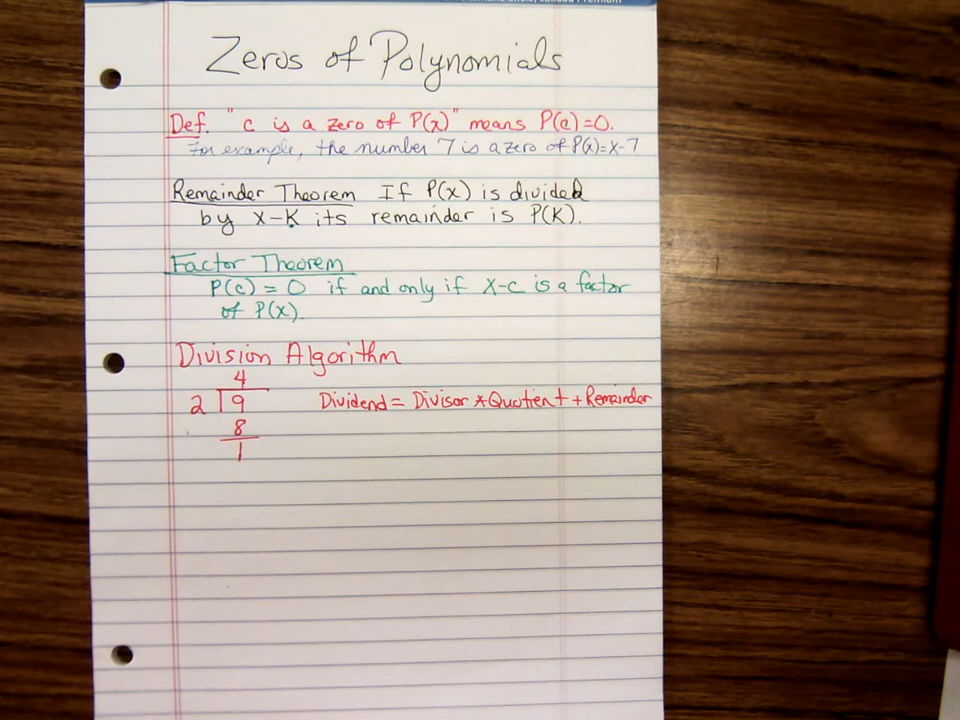 Zeros of Polynomials
Def. "c is a zero of P(x)" means P(c)=0.
For example, the number 7 is a zero of P(x)=x-7
Remainder Theorem If P(x) is divided
by x-K its remainder is P(K).
Factor Theorem
P(c) = 0 if and only if x-c is a factor
of P(x).
Division Algorithm
4
2 9 Dividend = Divisor * Quotient + Remainder
8
1